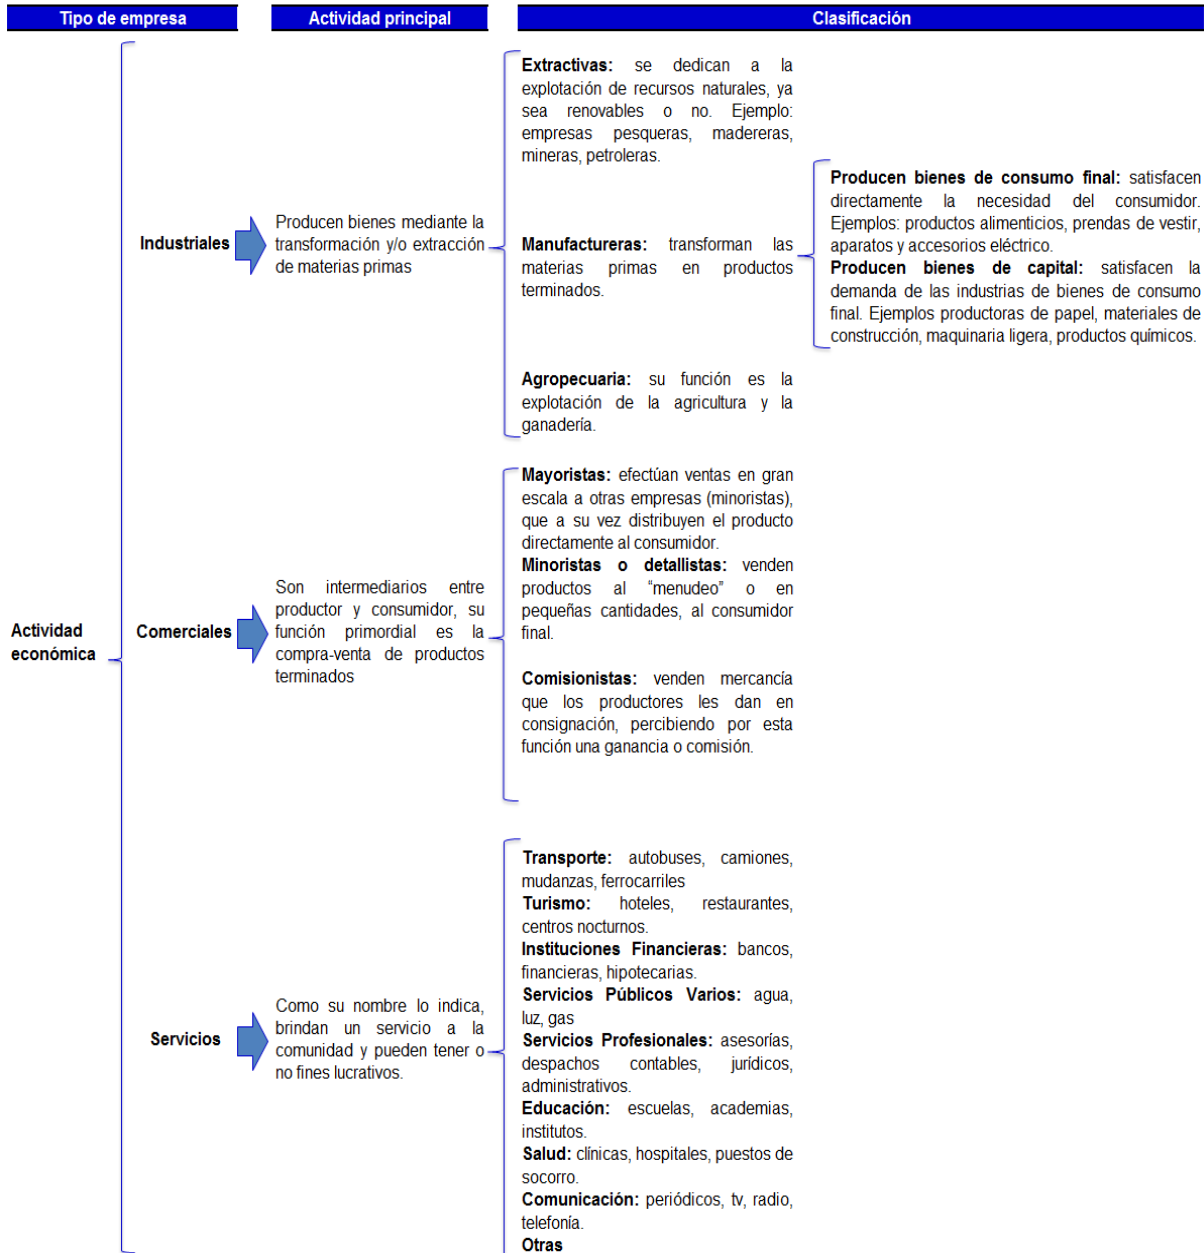 Tipo de empresa
Actividad principal
Clasificación
Actividad
económica
Industriales
Producen bienes mediante la
transformación y/o extracción
de materias primas
Extractivas: se dedican a la
explotación de recursos naturales, ya
sea renovables o no. Ejemplo:
empresas pesqueras, madereras,
mineras, petroleras.
Manufactureras: transforman las
materias primas en productos
terminados.
Producen bienes de consumo final: satisfacen
directamente la necesidad del consumidor.
Ejemplos: productos alimenticios, prendas de vestir,
aparatos y accesorios eléctrico.
Producen bienes de capital: satisfacen la
demanda de las industrias de bienes de consumo
final. Ejemplos productoras de papel, materiales de
construcción, maquinaria ligera, productos químicos.
Agropecuaria: su función es la
explotación de la agricultura y la
ganadería.
Comerciales
Son intermediarios entre
productor y consumidor, su
función primordial es la
compra-venta de productos
terminados
Mayoristas: efectúan ventas en gran
escala a otras empresas (minoristas),
que a su vez distribuyen el producto
directamente al consumidor.
Minoristas o detallistas: venden
productos al “menudeo” o en
pequeñas cantidades, al consumidor
final.
Comisionistas: venden mercancía
que los productores les dan en
consignación, percibiendo por esta
función una ganancia o comisión.
Servicios
Como su nombre lo indica,
brindan un servicio a la
comunidad y pueden tener o
no fines lucrativos.
Transporte: autobuses, camiones,
mudanzas, ferrocarriles
Turismo: hoteles, restaurantes,
centros nocturnos.
Instituciones Financieras: bancos,
financieras, hipotecarias.
Servicios Públicos Varios: agua,
luz, gas
Servicios Profesionales: asesorías,
despachos contables, jurídicos,
administrativos.
Educación: escuelas, academias,
institutos.
Salud: clínicas, hospitales, puestos de
socorro.
Comunicación: periódicos, tv, radio,
telefonía.
Otras